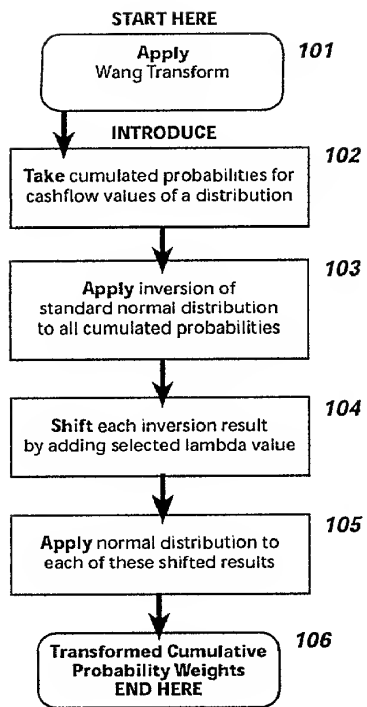 START HERE
Apply
Wang Transform
101
INTRODUCE
102
Take cumulated probabilities for
cashflow values of a distribution
103
Apply inversion of
standard normal distribution
to all cumulated probabilities
104
Shift each inversion result
by adding selected lambda value
105
Apply normal distribution to
each of these shifted results
106
Transformed Cumulative
Probability Weights
END HERE